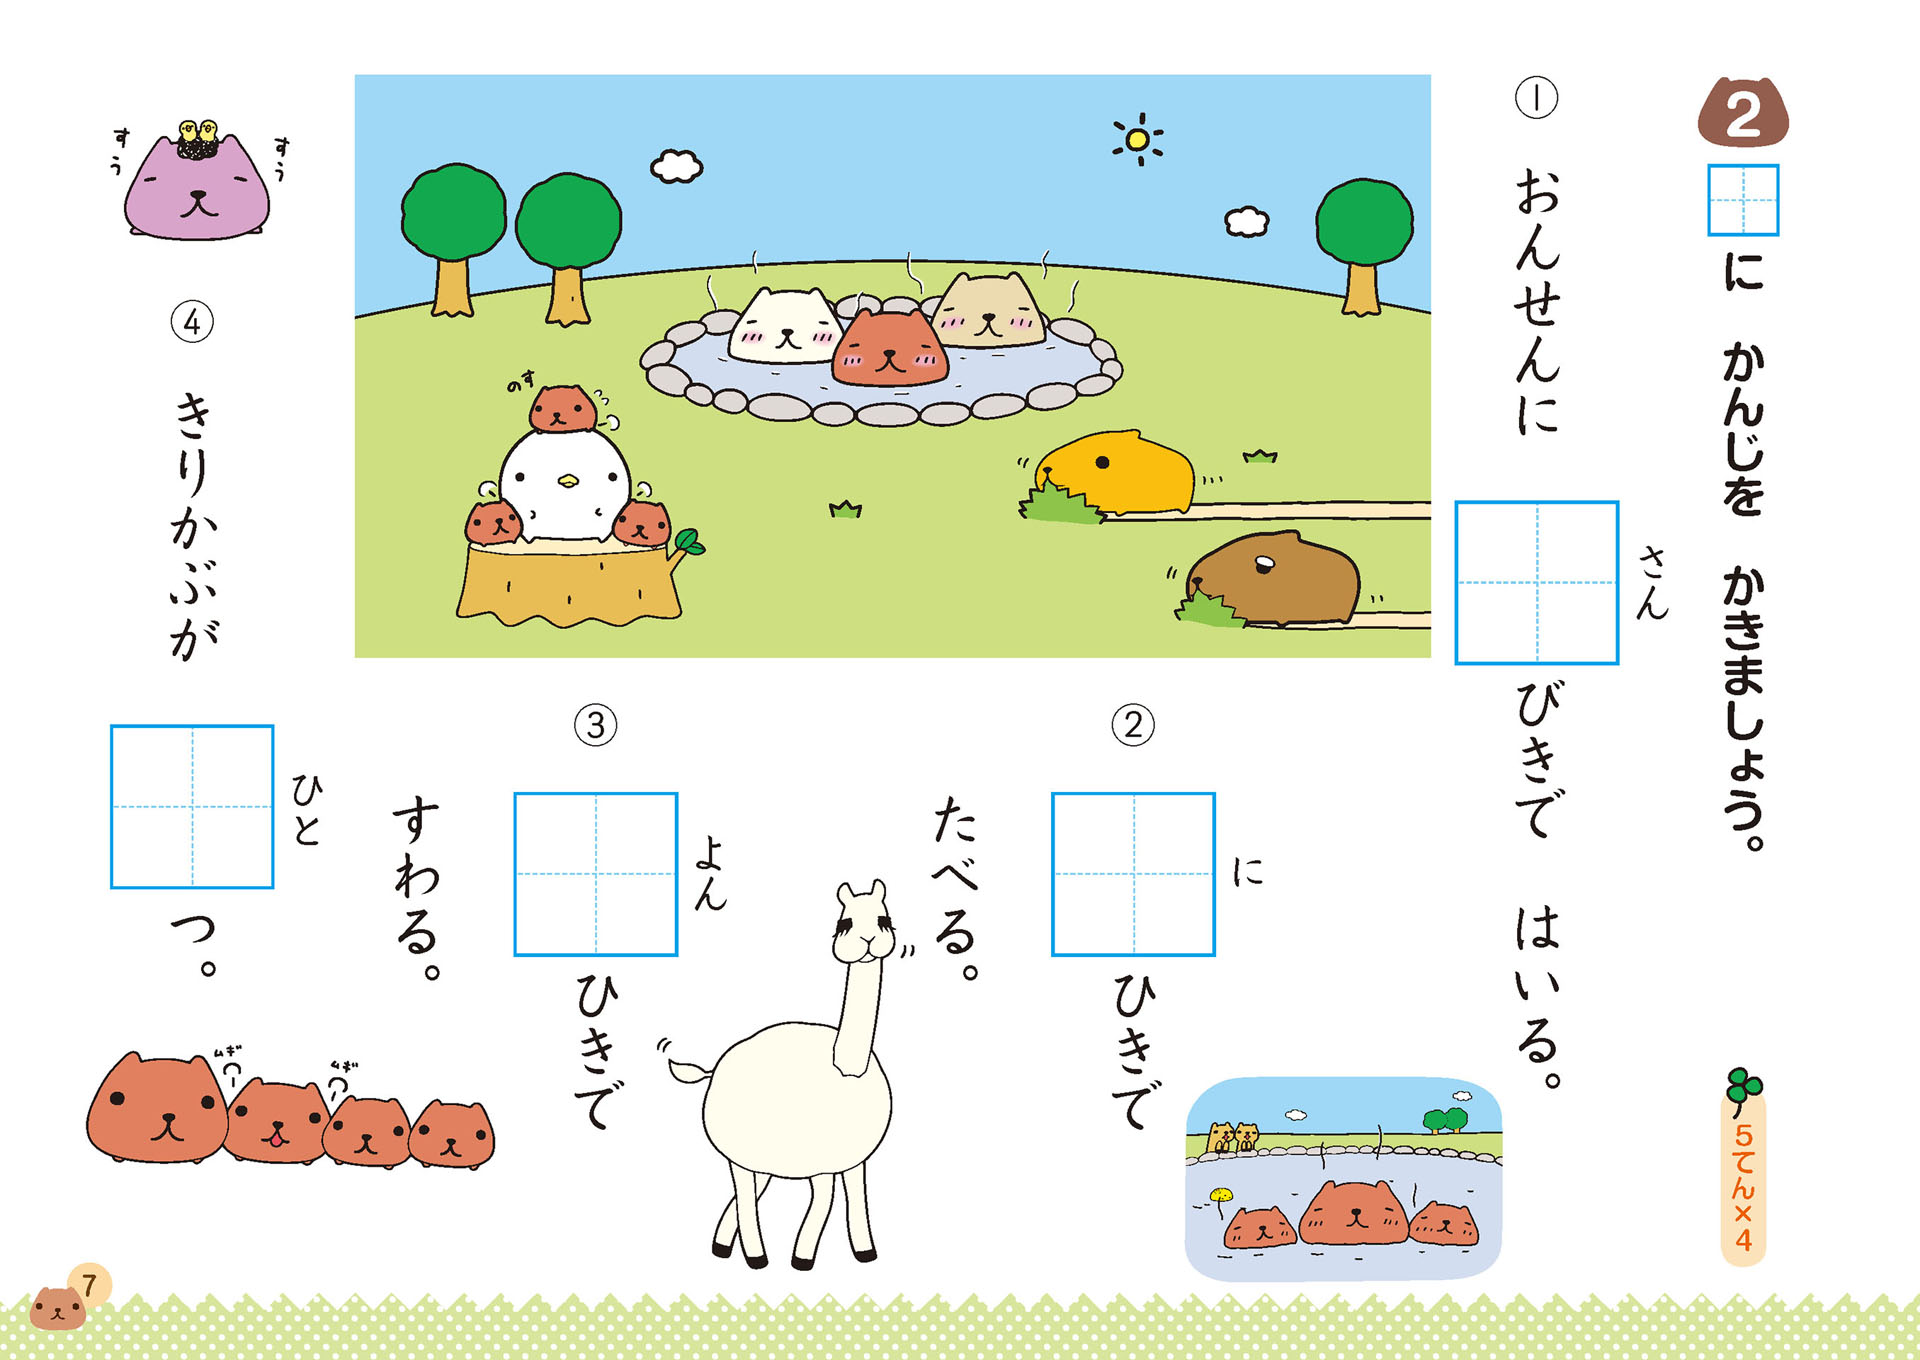 2
に かんじを かきましょう。
5てん×4
①
おんせんに
さん
びきで はいる。
②
に
ひきで
たべる。
③
よん
ひきで
すわる。
④
きりかぶが
ひと
つ。
のす
すう
すう
ムギ
ムギ
7